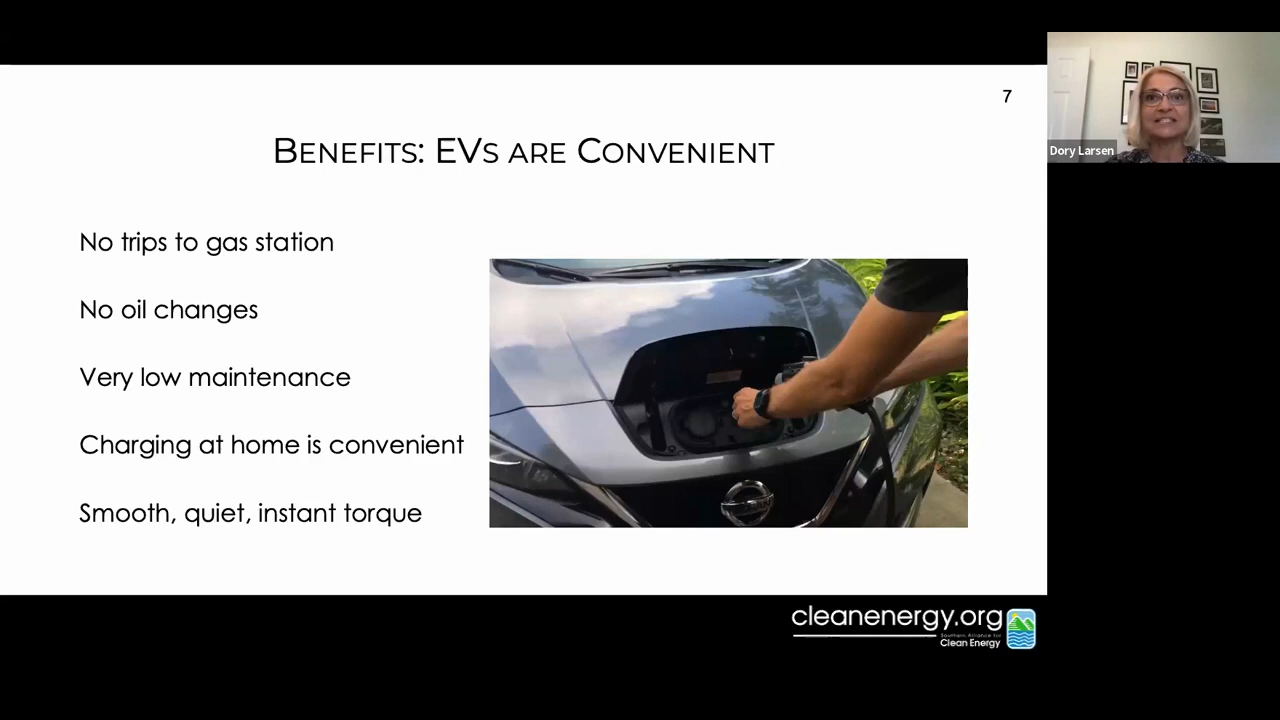 7
Benefits: EVs are Convenient
No trips to gas station
No oil changes
Very low maintenance
Charging at home is convenient
Smooth, quiet, instant torque
Dory Larsen
cleanenergy.org
Southern Alliance for
Clean Energy